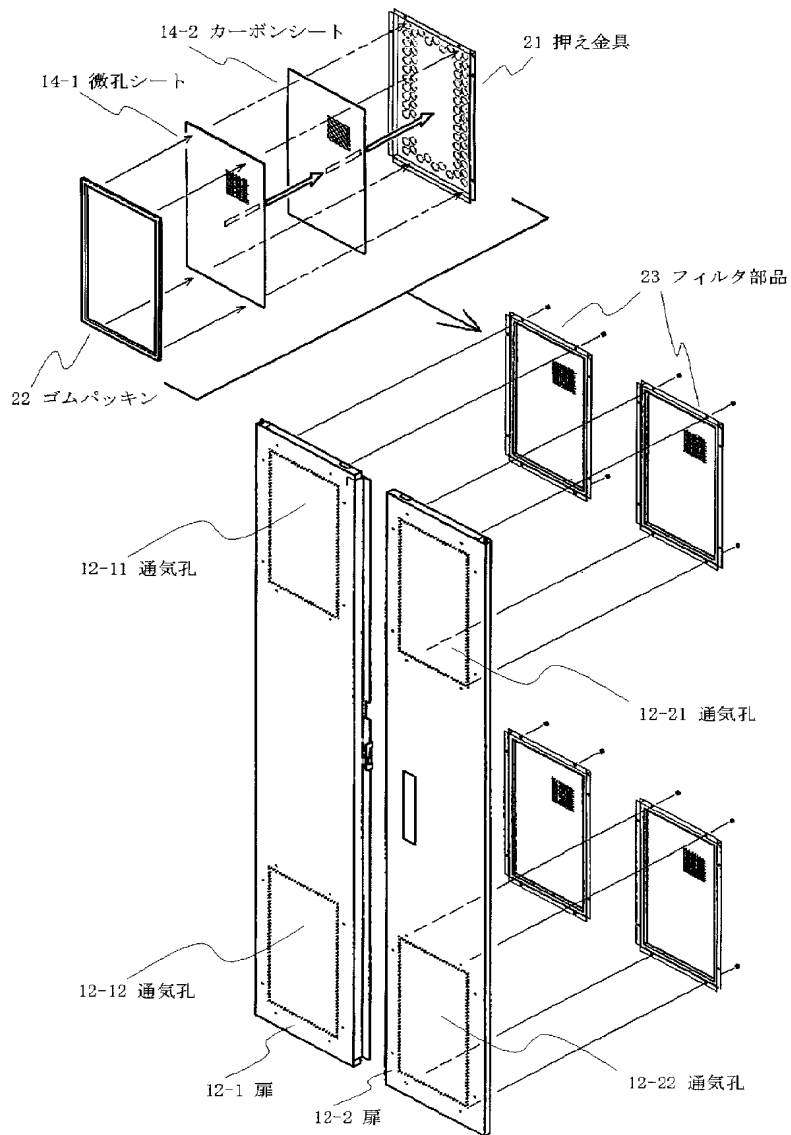 14-2 カーボンシート
21 押え金具
14-1 微孔シート
23 フィルタ部品
22 ゴムパッキン
12-11 通気孔
12-21 通気孔
12-12 通気孔
12-22 通気孔
12-1 扉
12-2 扉